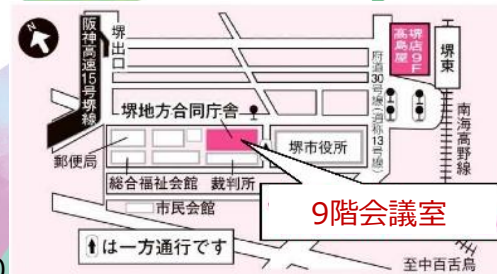 阪神高速15号堺線
堺出口
堺地方合同庁舎
郵便局
総合福祉会館
裁判所
市民会館
堺市役所
府道30号線(通称13号線)
高島屋
堺店9F
堺東
南海高野線
9階会議室
は一方通行です
至中百舌鳥